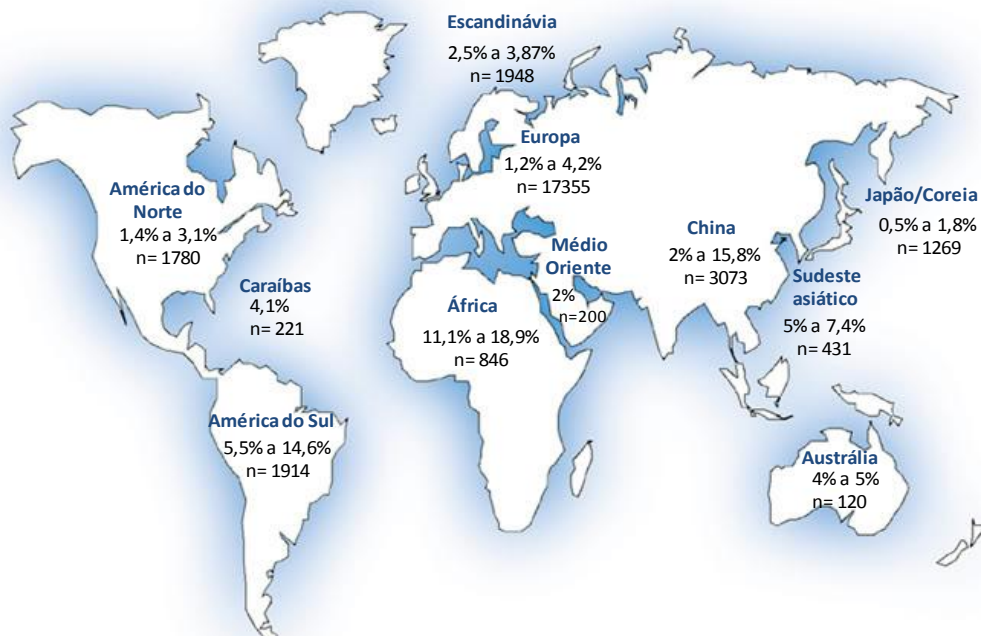 Escandinávia
2,5% a 3,87%
n= 1948
Europa
1,2% a 4,2%
n= 17355
América do
Norte
1,4% a 3,1%
n= 1780
Caraíbas
4,1%
n= 221
África
11,1% a 18,9%
n= 846
Médio
Oriente
2%
n=200
China
2% a 15,8%
n= 3073
Japão/Coreia
0,5% a 1,8%
n= 1269
Sudeste
asiático
5% a 7,4%
n= 431
América do Sul
5,5% a 14,6%
n= 1914
Austrália
4% a 5%
n= 120